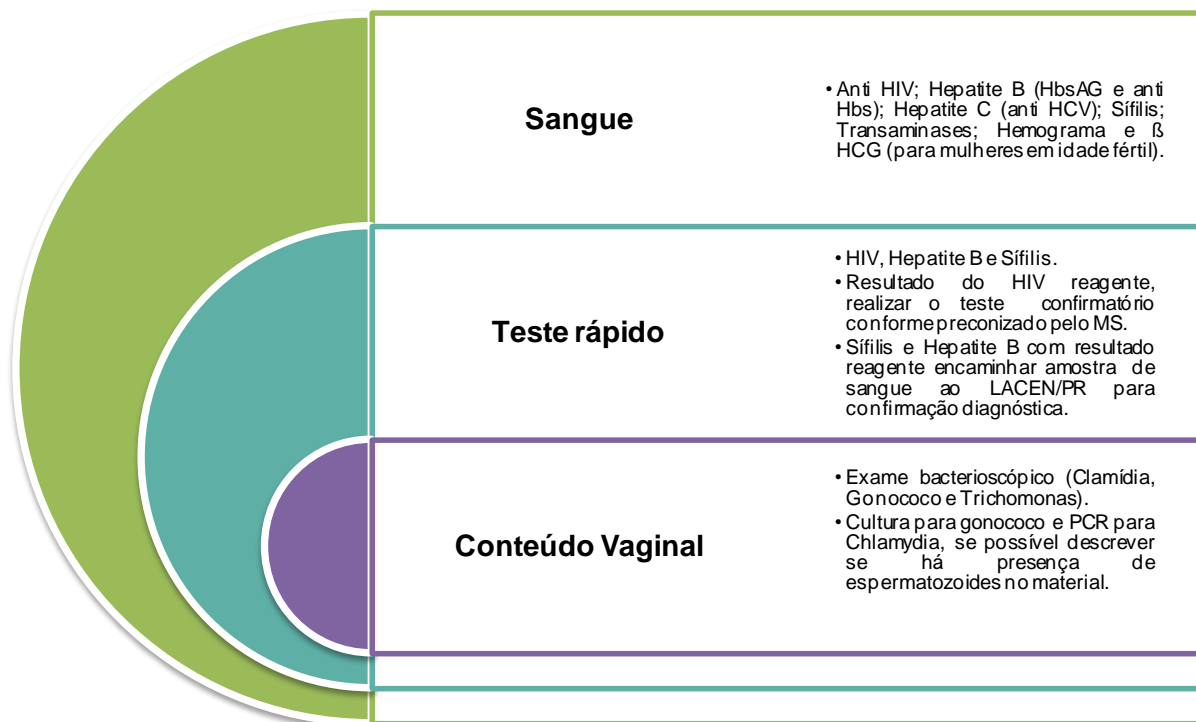 Sangue
• Anti HIV; Hepatite B (HbsAG e anti
Hbs); Hepatite C (anti HCV); Sífilis;
Transaminases; Hemograma e ß
HCG (para mulheres em idade fértil).
Teste rápido
• HIV, Hepatite B e Sífilis.
• Resultado do HIV reagente,
realizar o teste confirmatório
conforme preconizado pelo MS.
• Sífilis e Hepatite B com resultado
reagente encaminhar amostra de
sangue ao LACEN/PR para
confirmação diagnóstica.
Conteúdo Vaginal
• Exame bacterioscópico (Clamídia,
Gonococo e Trichomonas).
• Cultura para gonococo e PCR para
Chlamydia, se possível descrever
se há presença de
espermatozoides no material.